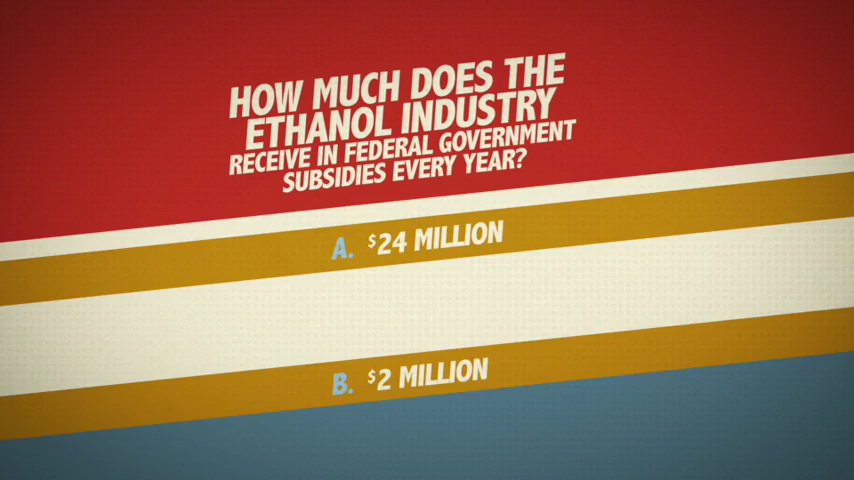 HOW MUCH DOES THE
ETHANOL INDUSTRY
RECEIVE IN FEDERAL GOVERNMENT
SUBSIDIES EVERY YEAR?
A. $24 MILLION
B. $2 MILLION